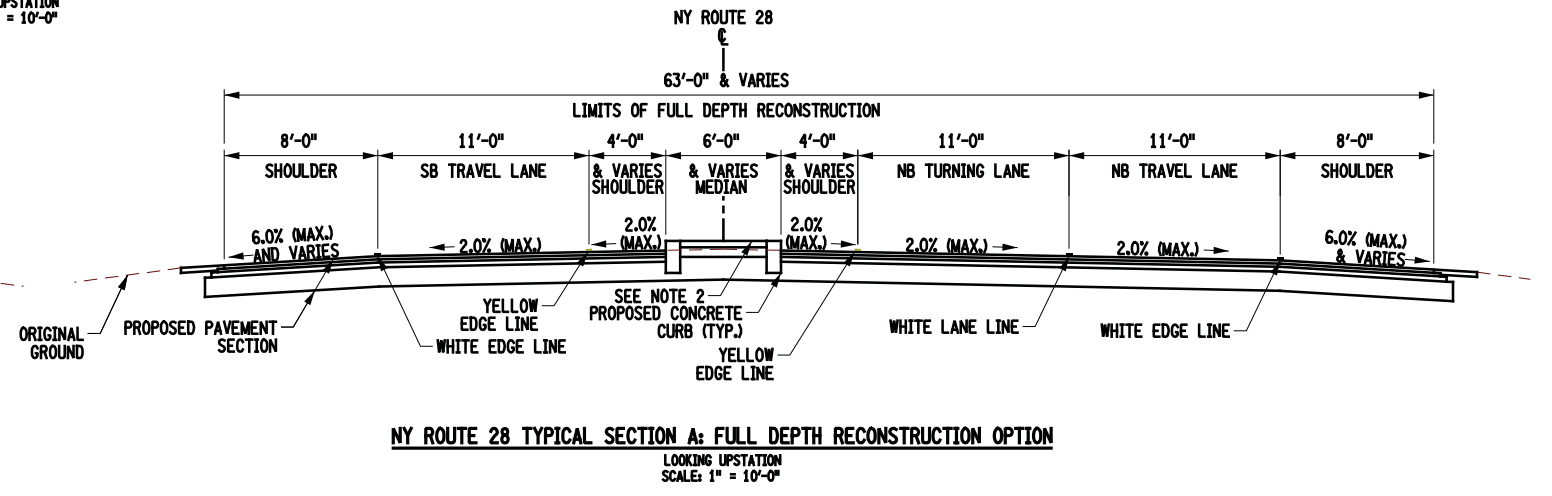 = 10'-0"
NY ROUTE 28
℄
63'-0" & VARIES
LIMITS OF FULL DEPTH RECONSTRUCTION
8'-0"
11'-0"
4'-0"
6'-0"
4'-0"
11'-0"
11'-0"
8'-0"
SHOULDER
SB TRAVEL LANE
& VARIES
SHOULDER
& VARIES
MEDIAN
& VARIES
SHOULDER
NB TURNING LANE
NB TRAVEL LANE
SHOULDER
6.0% (MAX.)
AND VARIES
2.0% (MAX.)
2.0%
(MAX.)
2.0%
(MAX.)
2.0% (MAX.)
2.0% (MAX.)
6.0% (MAX.)
& VARIES
ORIGINAL
GROUND
PROPOSED PAVEMENT
SECTION
WHITE EDGE LINE
YELLOW
EDGE LINE
SEE NOTE 2
PROPOSED CONCRETE
CURB (TYP.)
YELLOW
EDGE LINE
WHITE LANE LINE
WHITE EDGE LINE
NY ROUTE 28 TYPICAL SECTION A: FULL DEPTH RECONSTRUCTION OPTION
LOOKING UPSTATION
SCALE: 1" = 10'-0"